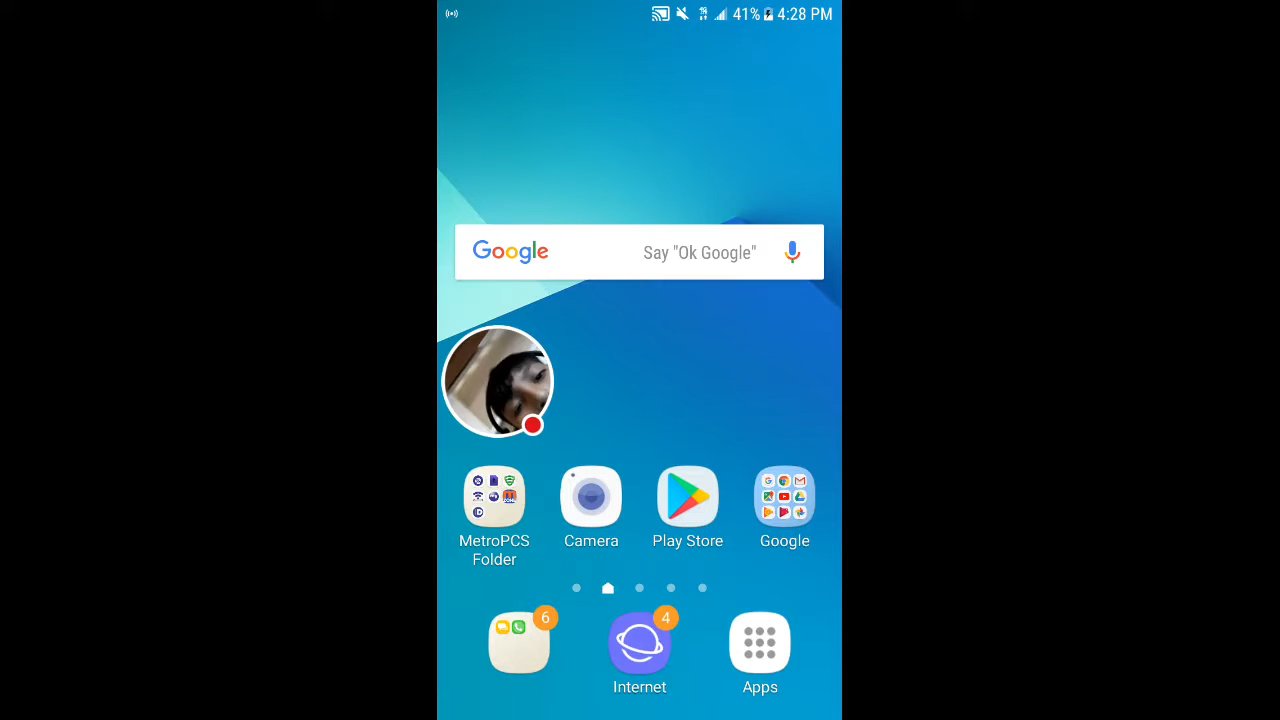 41% 4:28 PM
Google Say "Ok Google"
MetroPCS
Folder
Camera
Play Store
Google
6
4
Internet
Apps